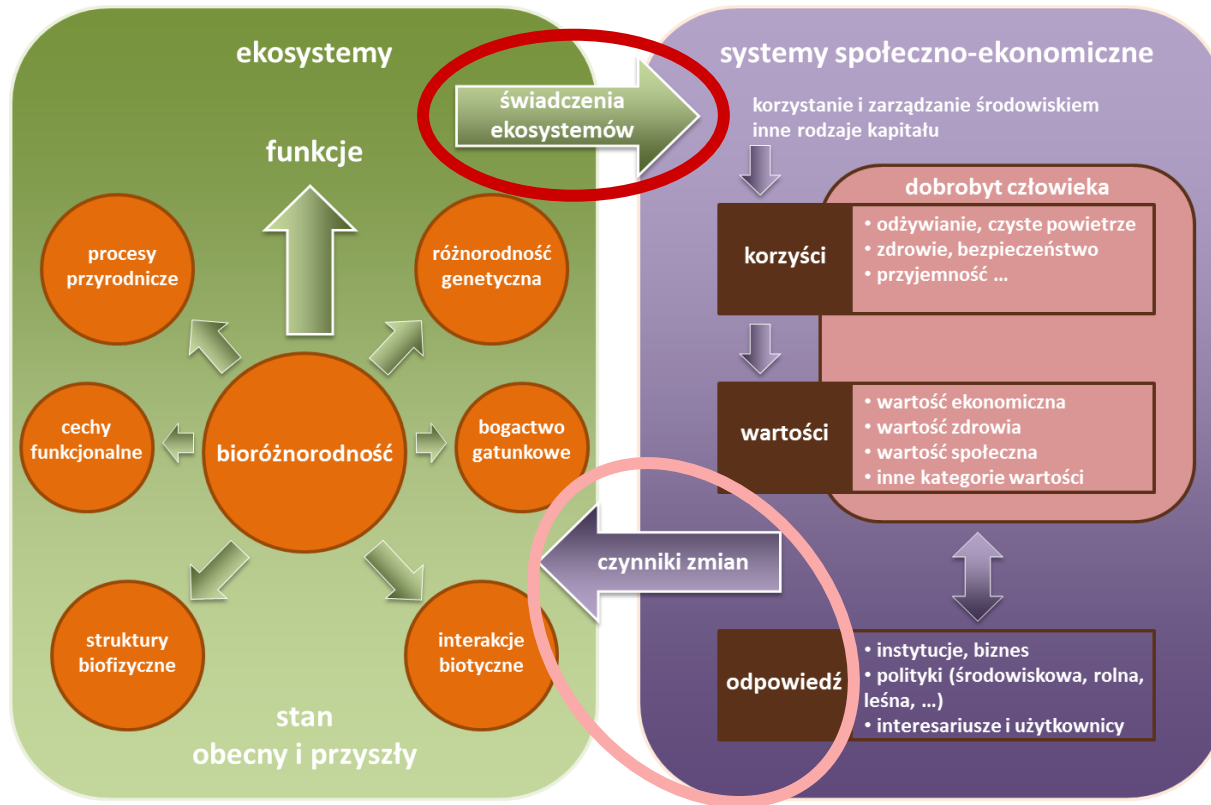 ekosystemy
świadczenia
ekosystemów
funkcje
procesy
przyrodnicze
różnorodność
genetyczna
cechy
funkcjonalne
bioróżnorodność
bogactwo
gatunkowe
struktury
biofizyczne
interakcje
biotyczne
stan
obecny i przyszły
systemy społeczno-ekonomiczne
korzystanie i zarządzanie środowiskiem
inne rodzaje kapitału
dobrobyt człowieka
korzyści
• odżywianie, czyste powietrze
• zdrowie, bezpieczeństwo
• przyjemność ...
wartości
• wartość ekonomiczna
• wartość zdrowia
• wartość społeczna
• inne kategorie wartości
czynniki zmian
odpowiedź
• instytucje, biznes
• polityki (środowiskowa, rolna,
leśna, ...)
• interesariusze i użytkownicy